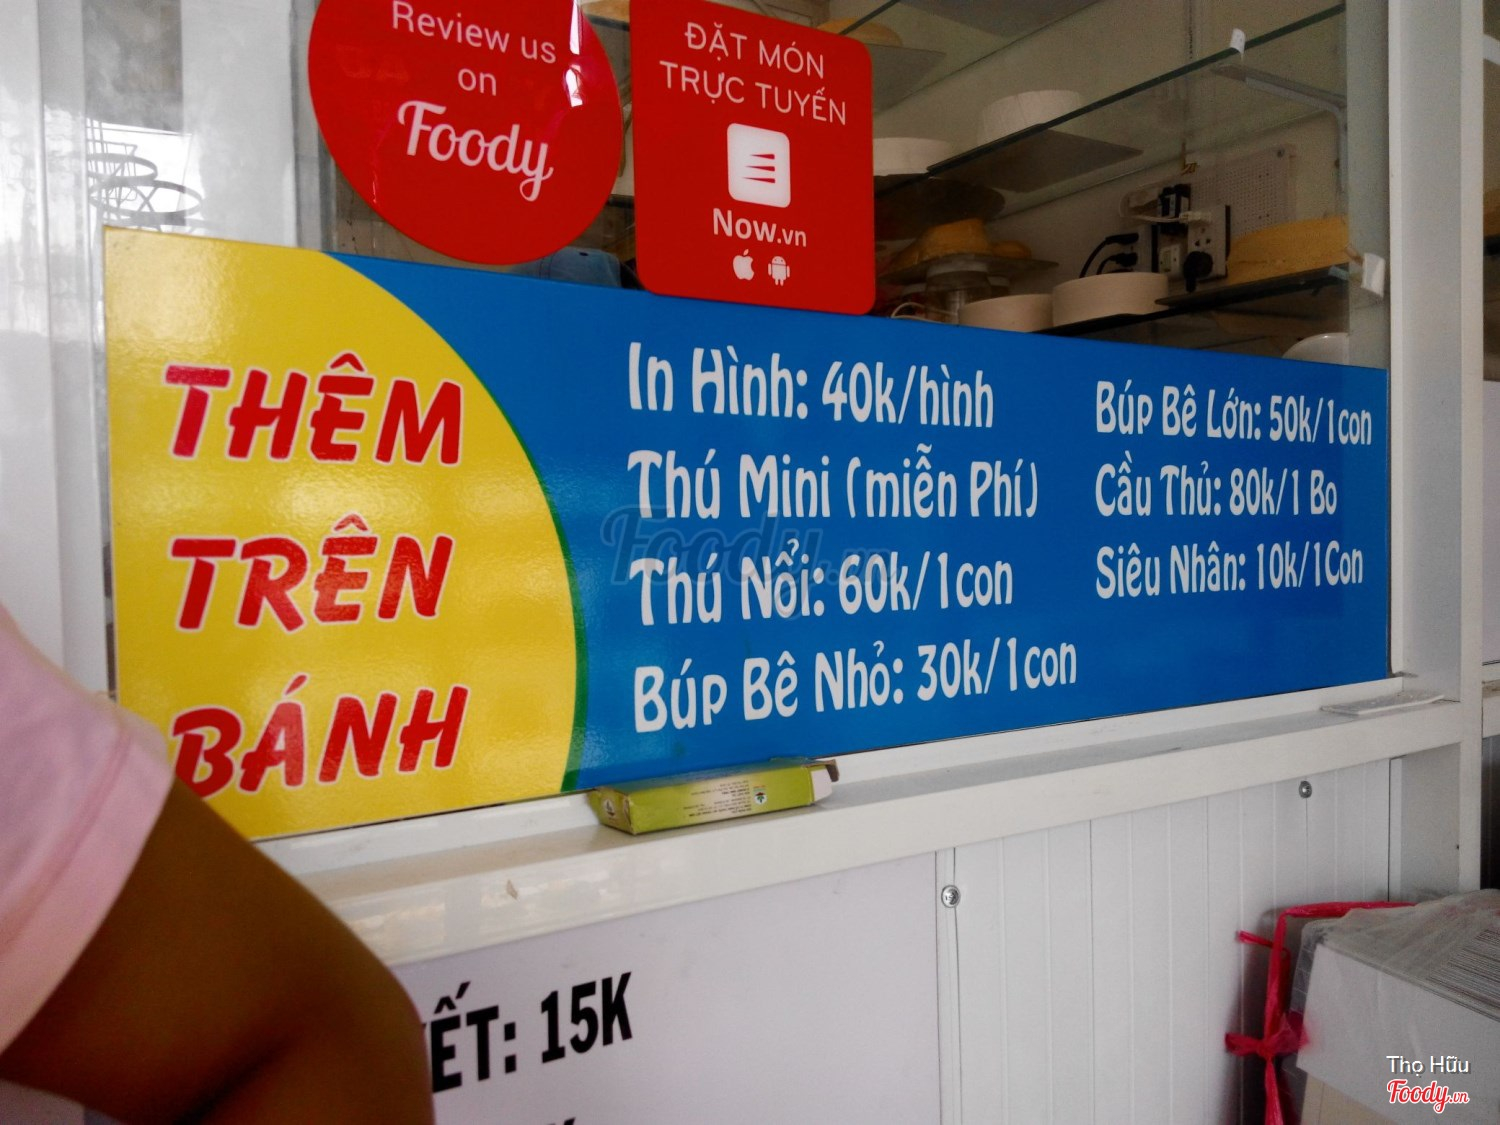 Review us
on
Foody
ĐẶT MÓN
TRỰC TUYẾN
Now.vn
THÊM
TRÊN
BÁNH
In Hình: 40k/hình
Thú Mini (miễn Phí)
Thú Nổi: 60k/1con
Búp Bê Nhỏ: 30k/1con
Búp Bê Lớn: 50k/1con
Cầu Thủ: 80k/1 Bo
Siêu Nhân: 10k/1Con
Foody.vn
ẾT: 15K
Thọ Hữu
Foody.vn